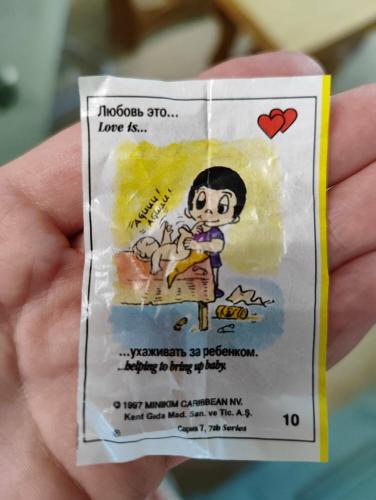 Любовь это...
Love is...
...ухаживать за ребенком.
...helping to bring up baby.
© 1997 MINIKIM CARIBBEAN NV.
Kent Gıda Mad. San. ve Tic. A.Ş.
Серия 7, 7th Series
10